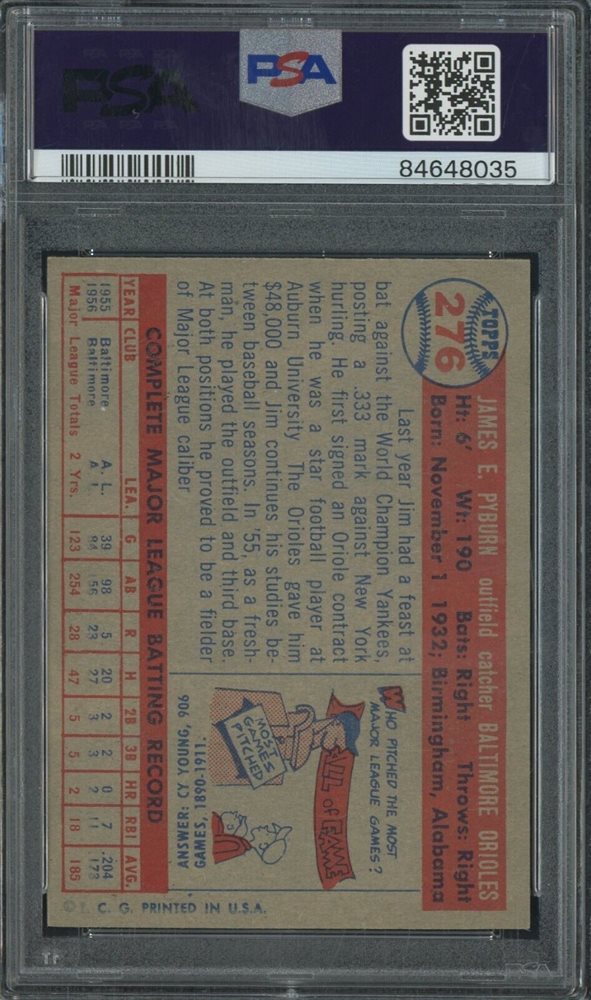 PSA
PSA
84648035
TOPPS
276
JAMES E. PYBURN outfield catcher BALTIMORE ORIOLES
Ht: 6' Wt: 190 Bats: Right Throws: Right
Born: November 1 1932; Birmingham, Alabama
Last year Jim had a feast at
bat against the World Champion Yankees,
posting a .333 mark against New York
hurling. He first signed an Oriole contract
when he was a star football player at
Auburn University The Orioles gave him
$48,000 and Jim continues his studies be-
tween baseball seasons. In '55, as a fresh-
man, he played the outfield and third base.
At both positions he proved to be a fielder
of Major League caliber
WHO PITCHED THE MOST
MAJOR LEAGUE GAMES?
HALL OF FAME
MOST
GAMES
PITCHED
ANSWER: CY YOUNG, 906
GAMES, 1890-1911.
COMPLETE MAJOR LEAGUE BATTING RECORD
YEAR CLUB LEA. G AB R H 2B 3B HR RBI AVG.
1955 Baltimore A. L. 39 98 5 20 2 2 0 7 .204
1956 Baltimore A. L. 84 156 23 27 3 3 2 11 173
Major League Totals 2 Yrs. 123 254 28 47 5 5 2 18 185
© T. C. G. PRINTED IN U.S.A.